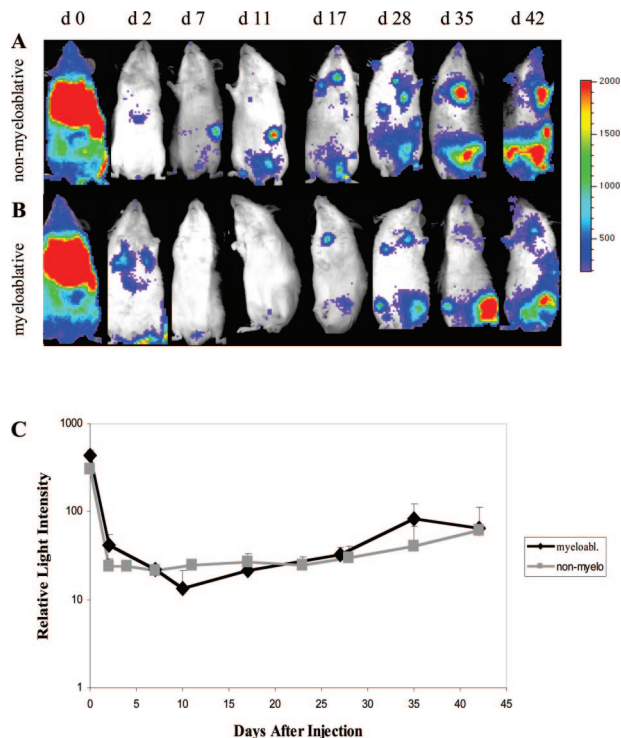 d 0 d 2 d 7 d 11 d 17 d 28 d 35 d 42
A
non-myeloablative
B
myeloablative
2000
1500
1000
500
C
1000
100
10
1
Relative Light Intensity
0 5 10 15 20 25 30 35 40 45
Days After Injection
myeloabl.
non-myelo